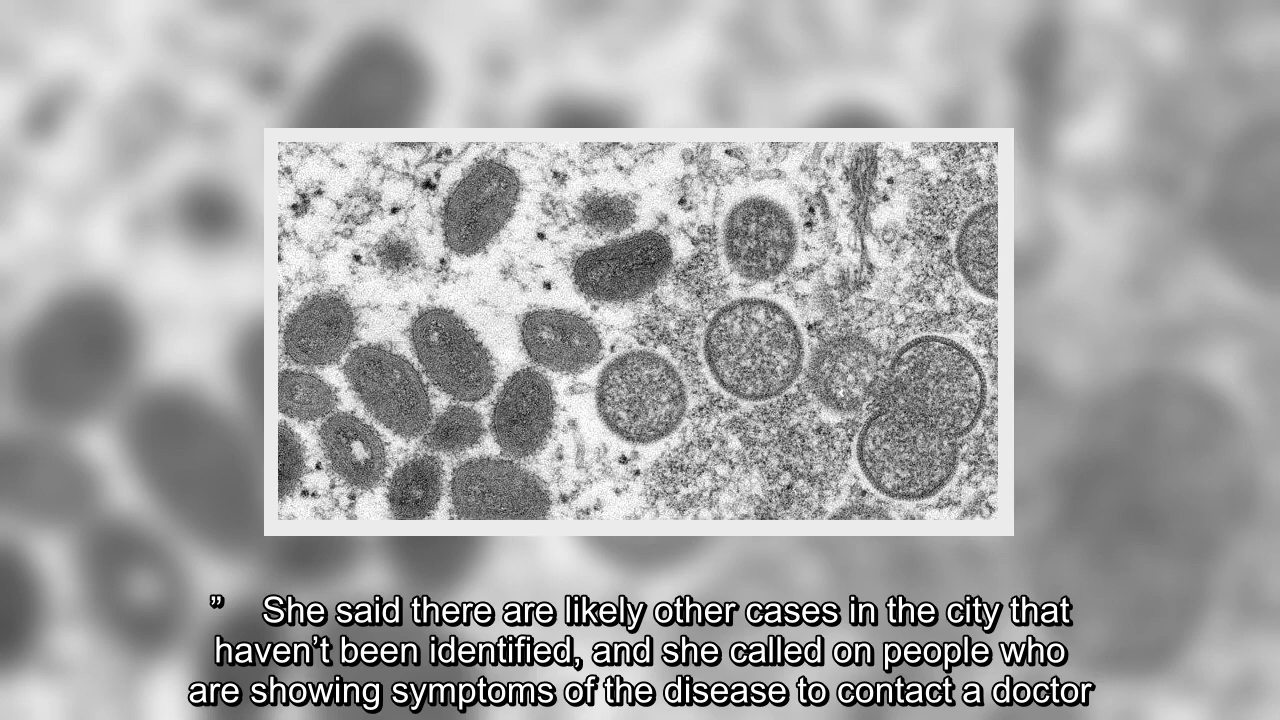 ” She said there are likely other cases in the city that
haven’t been identified, and she called on people who
are showing symptoms of the disease to contact a doctor